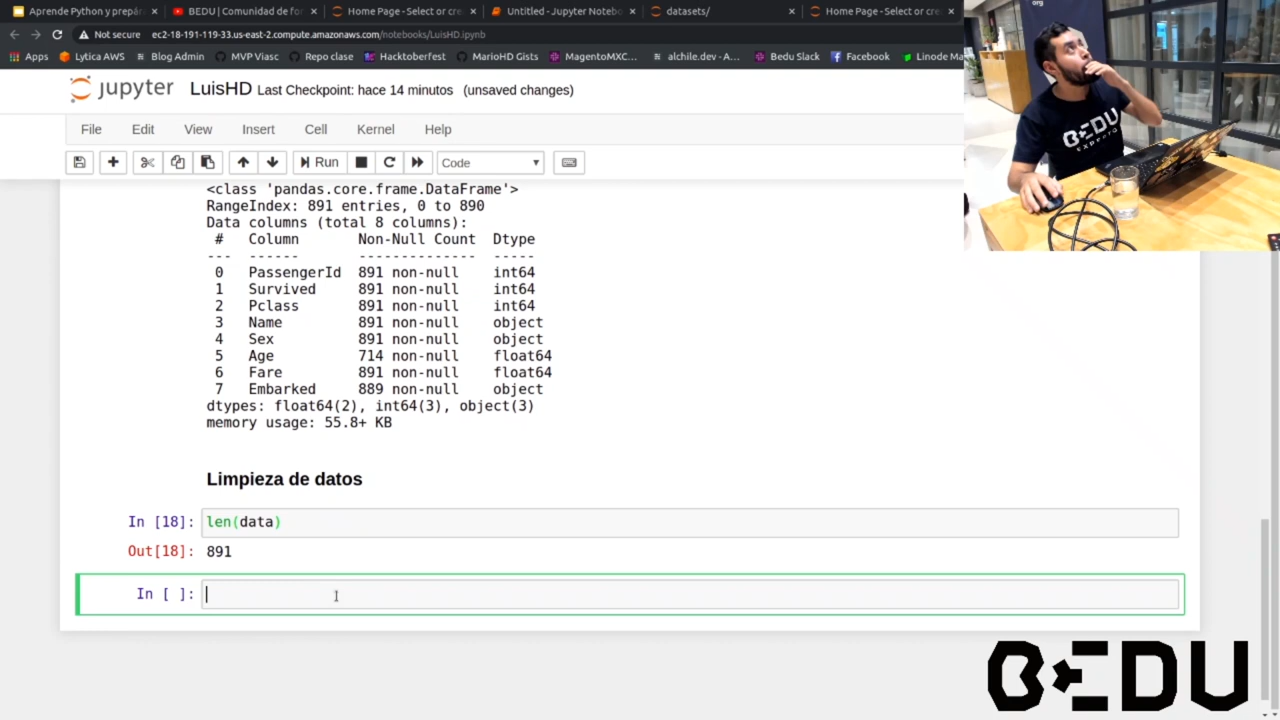 Aprende Python y prepár
BEDU | Comunidad de for
Home Page - Select or cre
Untitled - Jupyter Notebo
datasets/
Home Page - Select or cre
Not secure ec2-18-191-119-33.us-east-2.compute.amazonaws.com/notebooks/LuisHD.ipynb
Apps Lytica AWS Blog Admin MVP Viah Repo clase Hacktoberfest MarioHD Gists MagentoMXC... alchile.dev - A... Bedu Slack Facebook Linode Ma
org
jupyter LuisHD Last Checkpoint: hace 14 minutos (unsaved changes)
File Edit View Insert Cell Kernel Help
Run Code
BEDU
EXPERTO
<class 'pandas.core.frame.DataFrame'>
RangeIndex: 891 entries, 0 to 890
Data columns (total 8 columns):
# Column Non-Null Count Dtype
--- ------ -------------- -----
0 PassengerId 891 non-null int64
1 Survived 891 non-null int64
2 Pclass 891 non-null int64
3 Name 891 non-null object
4 Sex 891 non-null object
5 Age 714 non-null float64
6 Fare 891 non-null float64
7 Embarked 889 non-null object
dtypes: float64(2), int64(3), object(3)
memory usage: 55.8+ KB
Limpieza de datos
In [18]: len(data)
Out[18]: 891
In [ ]:
BEDU